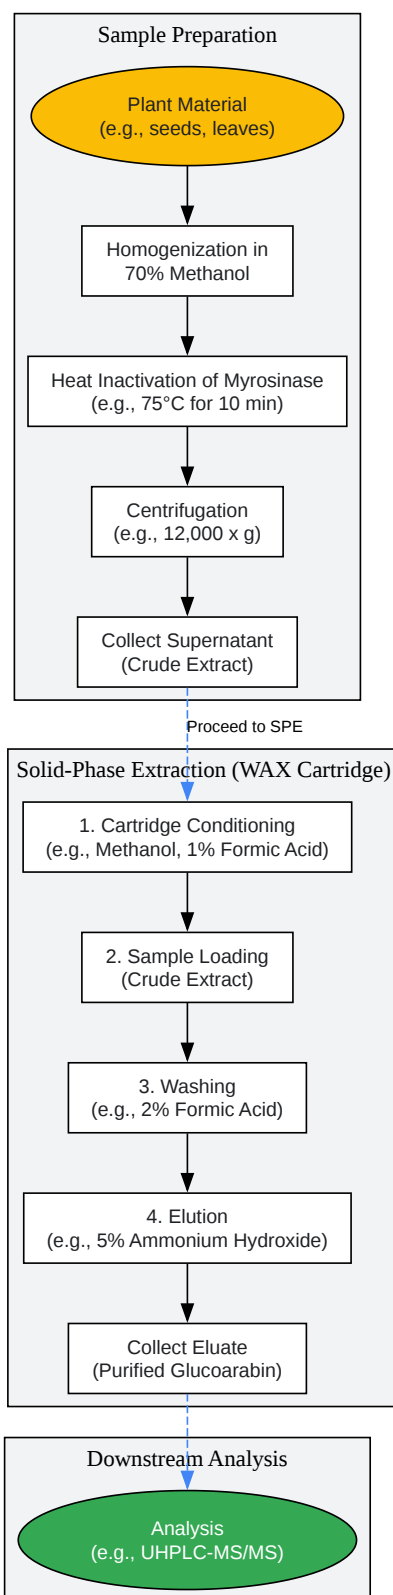 Sample Preparation
Plant Material
(e.g., seeds, leaves)
Homogenization in
70% Methanol
Heat Inactivation of Myrosinase
(e.g., 75°C for 10 min)
Centrifugation
(e.g., 12,000 x g)
Collect Supernatant
(Crude Extract)
Proceed to SPE
Solid-Phase Extraction (WAX Cartridge)
1. Cartridge Conditioning
(e.g., Methanol, 1% Formic Acid)
2. Sample Loading
(Crude Extract)
3. Washing
(e.g., 2% Formic Acid)
4. Elution
(e.g., 5% Ammonium Hydroxide)
Collect Eluate
(Purified Glucoarabin)
Downstream Analysis
Analysis
(e.g., UHPLC-MS/MS)